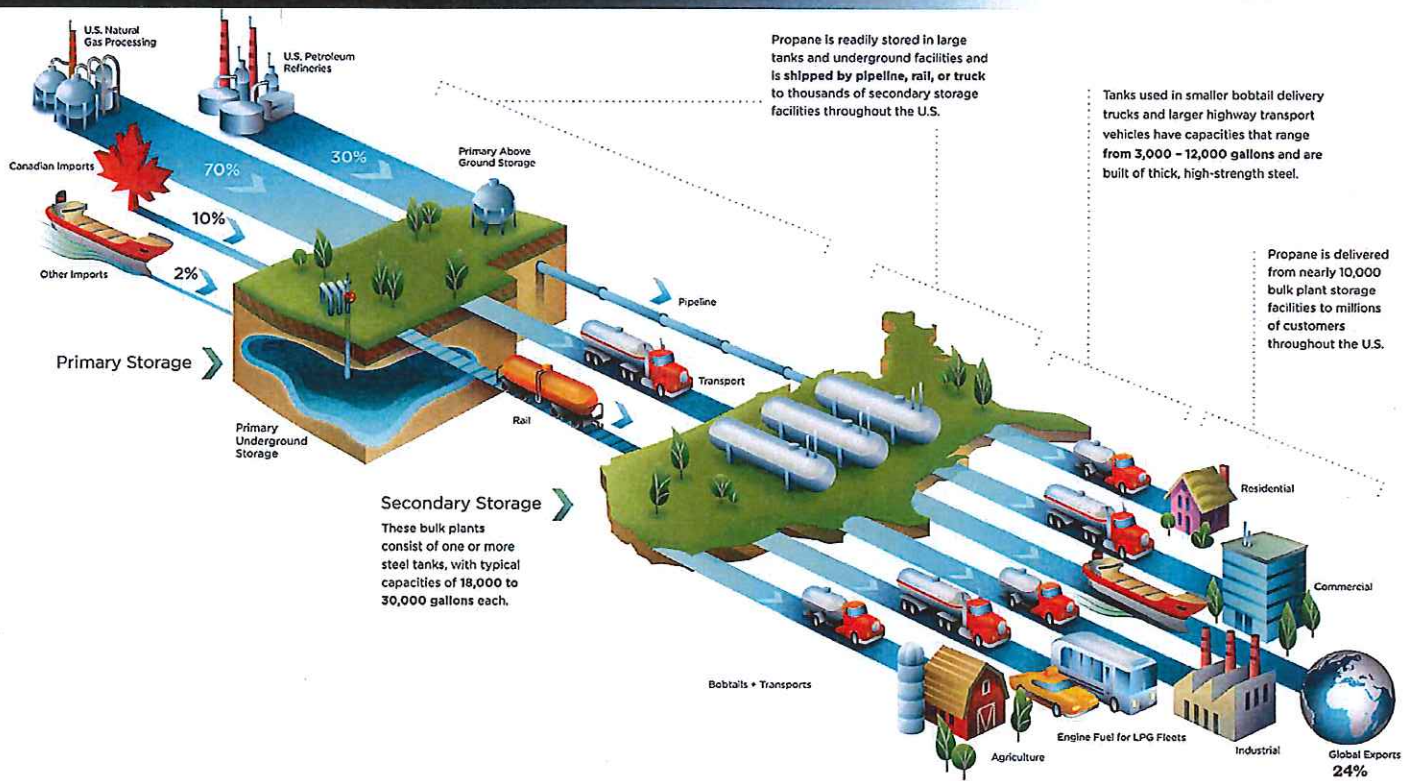 U.S. Natural
Gas Processing
U.S. Petroleum
Refineries
Canadian Imports
70%
30%
Primary Above
Ground Storage
10%
Other Imports
2%
Propane is readily stored in large
tanks and underground facilities and
is shipped by pipeline, rail, or truck
to thousands of secondary storage
facilities throughout the U.S.
Tanks used in smaller bobtail delivery
trucks and larger highway transport
vehicles have capacities that range
from 3,000 – 12,000 gallons and are
built of thick, high-strength steel.
Propane is delivered
from nearly 10,000
bulk plant storage
facilities to millions
of customers
throughout the U.S.
Primary Storage
Pipeline
Transport
Rail
Primary
Underground
Storage
Secondary Storage
These bulk plants
consist of one or more
steel tanks, with typical
capacities of 18,000 to
30,000 gallons each.
Residential
Commercial
Bobtails + Transports
Agriculture
Engine Fuel for LPG Fleets
Industrial
Global Exports
24%